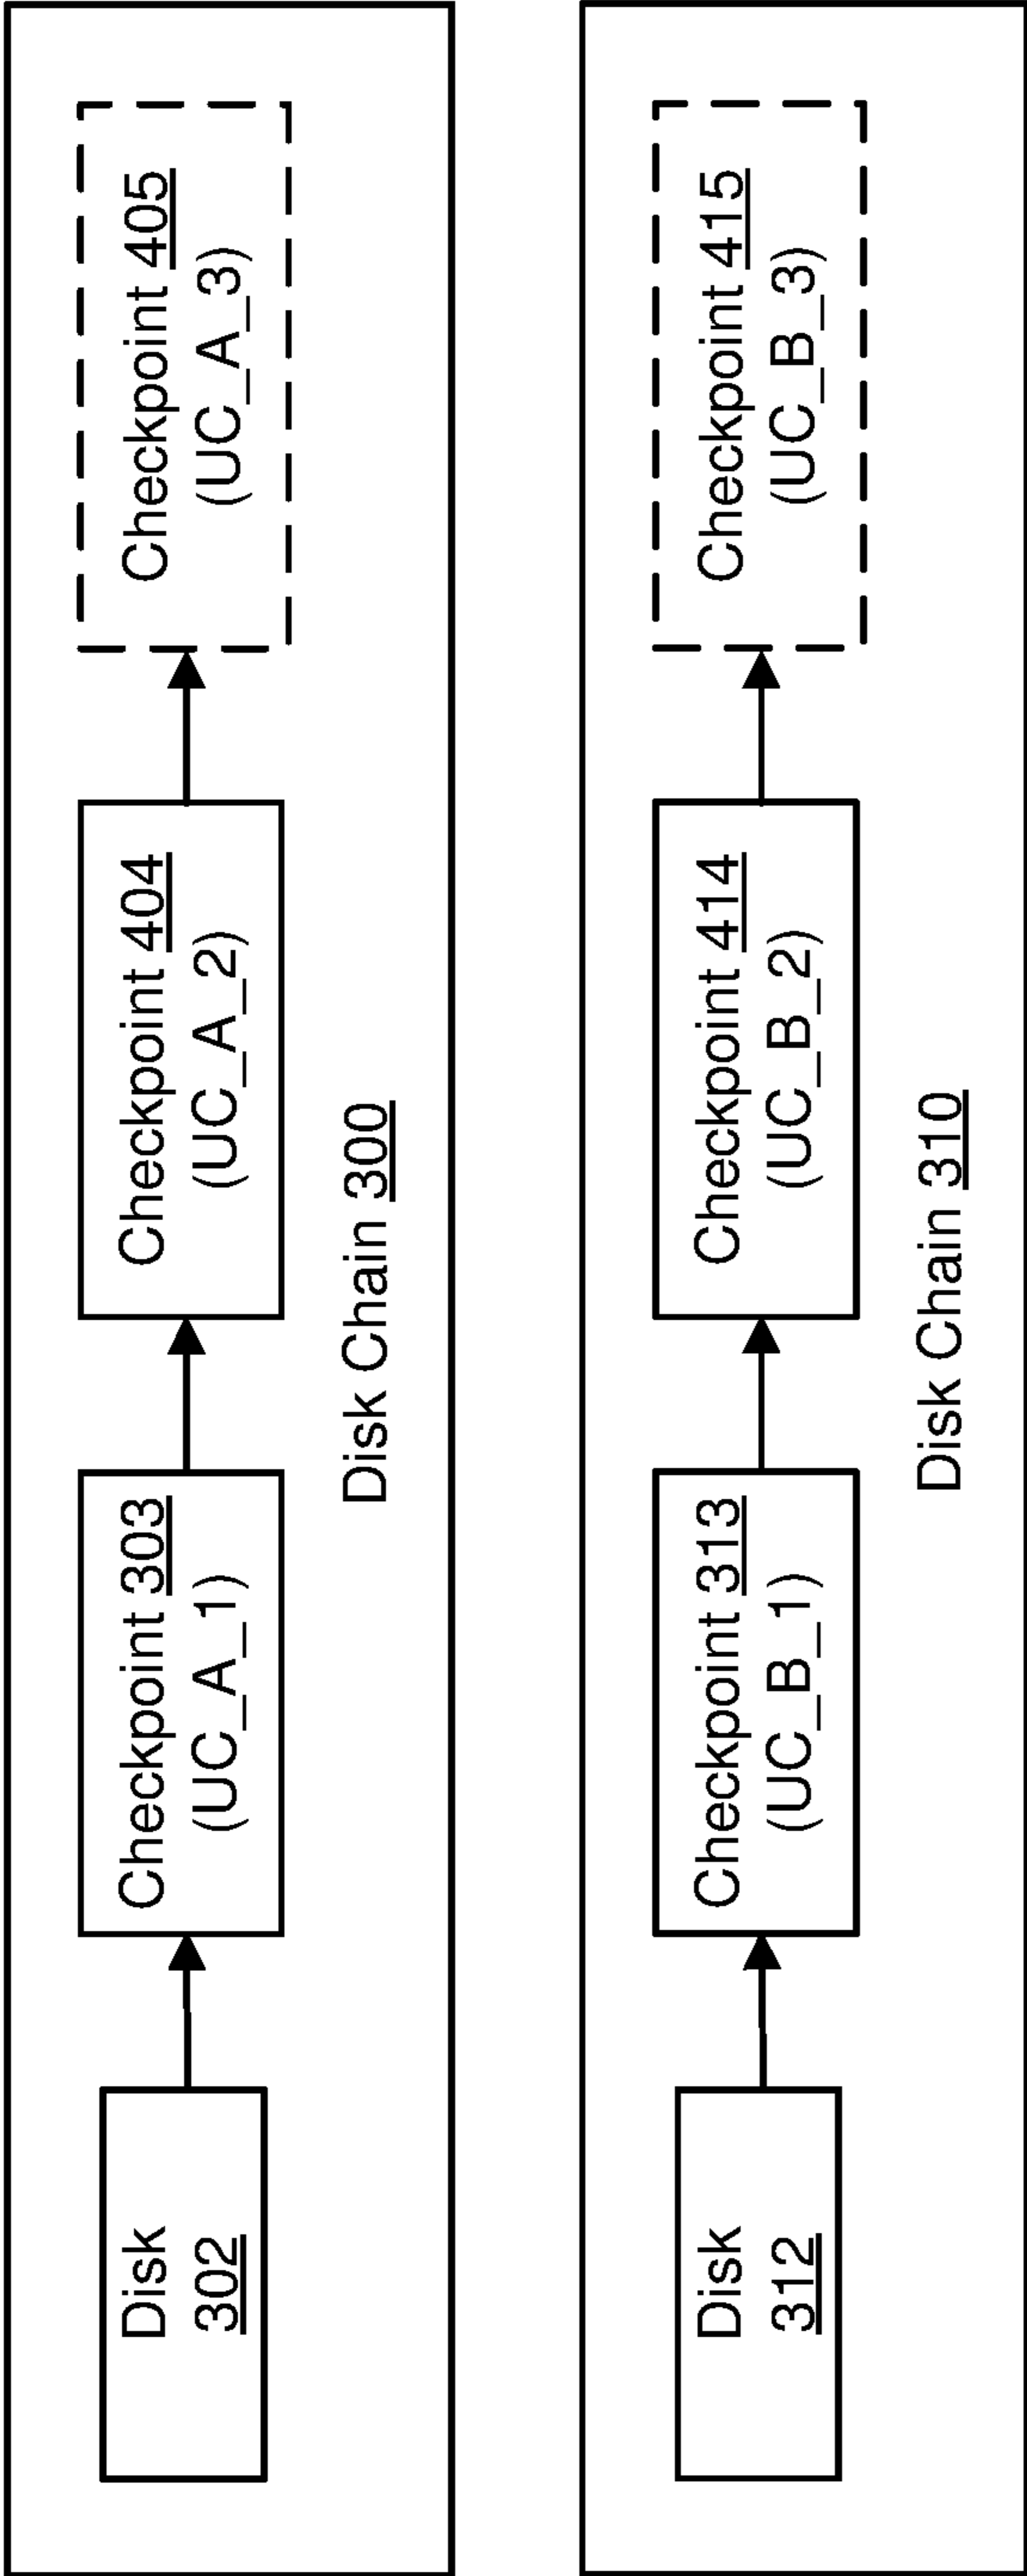 Disk
302
Checkpoint 303
(UC_A_1)
Checkpoint 404
(UC_A_2)
Checkpoint 405
(UC_A_3)
Disk Chain 300
Disk
312
Checkpoint 313
(UC_B_1)
Checkpoint 414
(UC_B_2)
Checkpoint 415
(UC_B_3)
Disk Chain 310